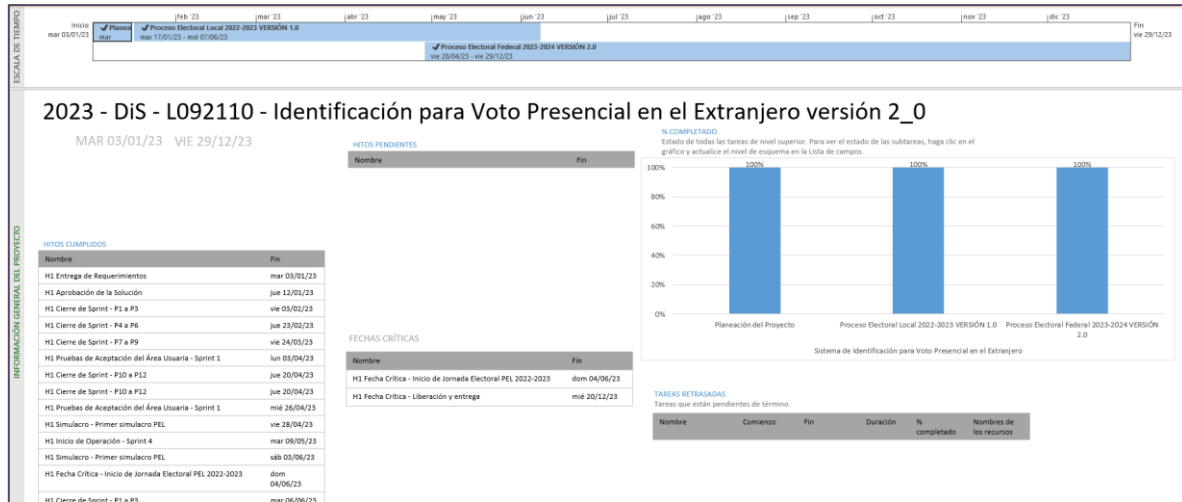 ESCALA DE TIEMPO
Inicio
mar 03/01/23
feb '23 mar '23 abr '23 may '23 jun '23 jul '23 ago '23 sep '23 oct '23 nov '23 dic '23
Planea
mar
Proceso Electoral Local 2022-2023 VERSIÓN 1.0
mar 17/01/23 - mié 07/06/23
Proceso Electoral Federal 2023-2024 VERSIÓN 2.0
vie 28/04/23 - vie 29/12/23
Fin
vie 29/12/23
INFORMACIÓN GENERAL DEL PROYECTO
2023 - DiS - L092110 - Identificación para Voto Presencial en el Extranjero versión 2_0
MAR 03/01/23 VIE 29/12/23
HITOS CUMPLIDOS
Nombre Fin
H1 Entrega de Requerimientos mar 03/01/23
H1 Aprobación de la Solución jue 12/01/23
H1 Cierre de Sprint - P1 a P3 vie 03/02/23
H1 Cierre de Sprint - P4 a P6 jue 23/02/23
H1 Cierre de Sprint - P7 a P9 vie 24/03/23
H1 Pruebas de Aceptación del Área Usuaria - Sprint 1 lun 03/04/23
H1 Cierre de Sprint - P10 a P12 jue 20/04/23
H1 Cierre de Sprint - P10 a P12 jue 20/04/23
H1 Pruebas de Aceptación del Área Usuaria - Sprint 1 mié 26/04/23
H1 Simulacro - Primer simulacro PEL vie 28/04/23
H1 Inicio de Operación - Sprint 4 mar 09/05/23
H1 Simulacro - Primer simulacro PEL sáb 03/06/23
H1 Fecha Crítica - Inicio de Jornada Electoral PEL 2022-2023 dom
04/06/23
H1 Cierre de Sprint - P1 a P3 mar 06/06/23
HITOS PENDIENTES
Nombre Fin
FECHAS CRÍTICAS
Nombre Fin
H1 Fecha Crítica - Inicio de Jornada Electoral PEL 2022-2023 dom 04/06/23
H1 Fecha Crítica - Liberación y entrega mié 20/12/23
% COMPLETADO
Estado de todas las tareas de nivel superior. Para ver el estado de las subtareas, haga clic en el
gráfico y actualice el nivel de esquema en la Lista de campos.
100% 100% 100%
100%
80%
60%
40%
20%
0%
Planeación del Proyecto Proceso Electoral Local 2022-2023 VERSIÓN 1.0 Proceso Electoral Federal 2023-2024 VERSIÓN
2.0
Sistema de Identificación para Voto Presencial en el Extranjero
TAREAS RETRASADAS
Tareas que están pendientes de término.
Nombre Comienzo Fin Duración % Nombres de
completado los recursos